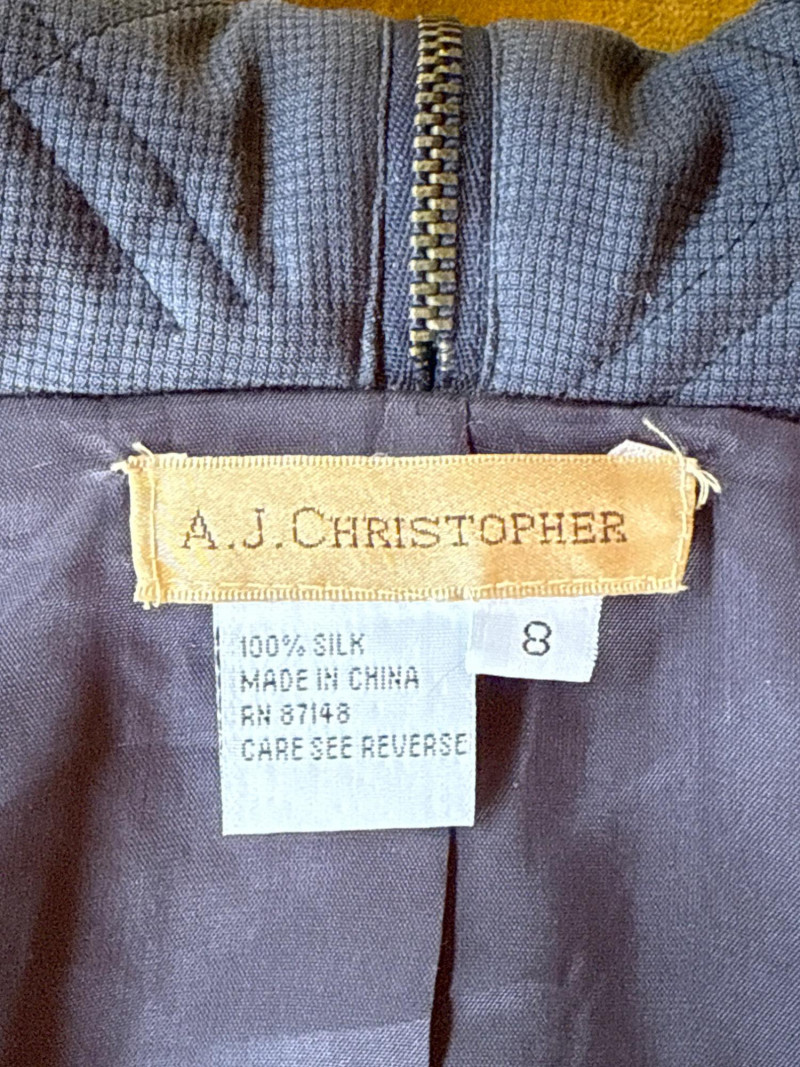 A.J.CHRISTOPHER
8
100% SILK
MADE IN CHINA
RN 87148
CARE SEE REVERSE